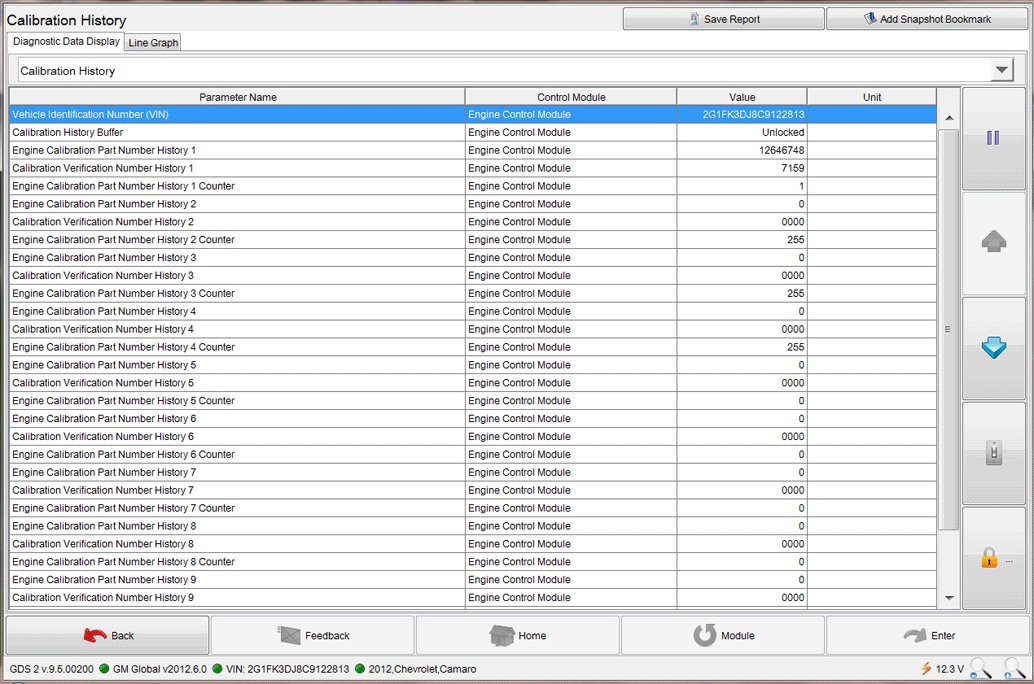 Calibration History
Save Report
Add Snapshot Bookmark
Diagnostic Data Display Line Graph
Calibration History
Parameter Name Control Module Value Unit
Vehicle Identification Number (VIN) Engine Control Module 2G1FK3DJ8C9122813
Calibration History Buffer Engine Control Module Unlocked
Engine Calibration Part Number History 1 Engine Control Module 12646748
Calibration Verification Number History 1 Engine Control Module 7159
Engine Calibration Part Number History 1 Counter Engine Control Module 1
Engine Calibration Part Number History 2 Engine Control Module 0
Calibration Verification Number History 2 Engine Control Module 0000
Engine Calibration Part Number History 2 Counter Engine Control Module 255
Engine Calibration Part Number History 3 Engine Control Module 0
Calibration Verification Number History 3 Engine Control Module 0000
Engine Calibration Part Number History 3 Counter Engine Control Module 255
Engine Calibration Part Number History 4 Engine Control Module 0
Calibration Verification Number History 4 Engine Control Module 0000
Engine Calibration Part Number History 4 Counter Engine Control Module 255
Engine Calibration Part Number History 5 Engine Control Module 0
Calibration Verification Number History 5 Engine Control Module 0000
Engine Calibration Part Number History 5 Counter Engine Control Module 0
Engine Calibration Part Number History 6 Engine Control Module 0
Calibration Verification Number History 6 Engine Control Module 0000
Engine Calibration Part Number History 6 Counter Engine Control Module 0
Engine Calibration Part Number History 7 Engine Control Module 0
Calibration Verification Number History 7 Engine Control Module 0000
Engine Calibration Part Number History 7 Counter Engine Control Module 0
Engine Calibration Part Number History 8 Engine Control Module 0
Calibration Verification Number History 8 Engine Control Module 0000
Engine Calibration Part Number History 8 Counter Engine Control Module 0
Engine Calibration Part Number History 9 Engine Control Module 0
Calibration Verification Number History 9 Engine Control Module 0000
...
Back Feedback Home Module Enter
GDS 2 v.9.5.00200 GM Global v2012.6.0 VIN: 2G1FK3DJ8C9122813 2012,Chevrolet,Camaro 12.3 V